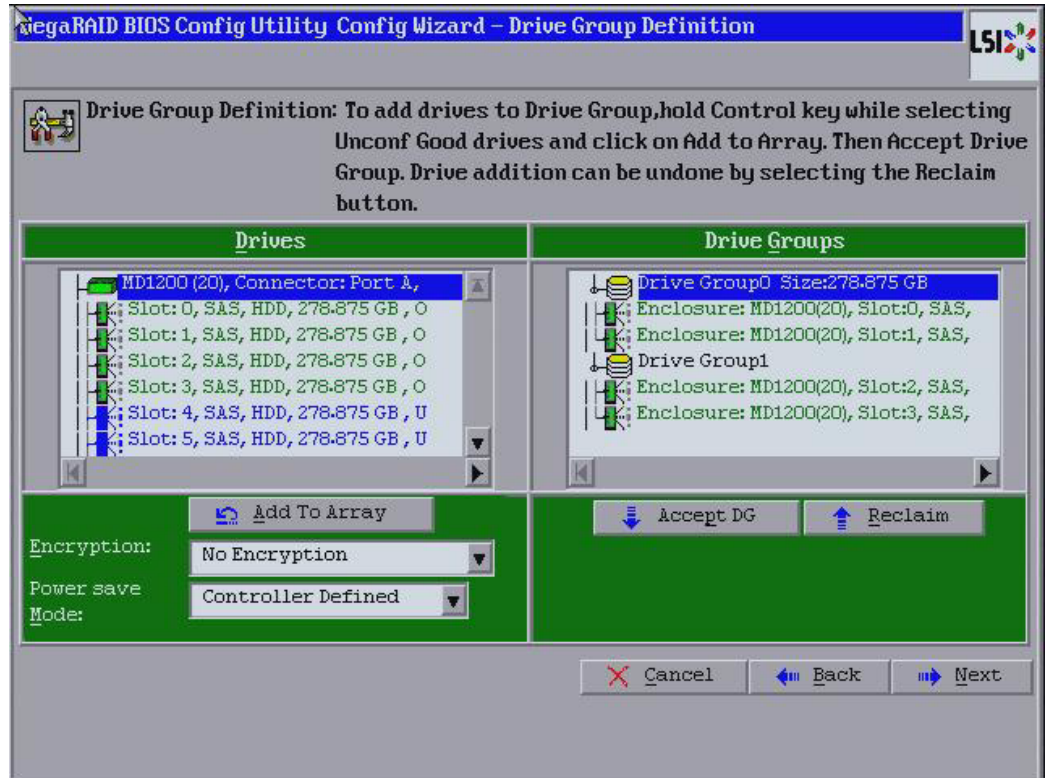 MegaRAID BIOS Config Utility Config Wizard – Drive Group Definition
LSI
Drive Group Definition: To add drives to Drive Group,hold Control key while selecting
Unconf Good drives and click on Add to Array. Then Accept Drive
Group. Drive addition can be undone by selecting the Reclaim
button.
Drives
MD1200 (20), Connector: Port A,
Slot: 0, SAS, HDD, 278.875 GB , O
Slot: 1, SAS, HDD, 278.875 GB , O
Slot: 2, SAS, HDD, 278.875 GB , O
Slot: 3, SAS, HDD, 278.875 GB , O
Slot: 4, SAS, HDD, 278.875 GB , U
Slot: 5, SAS, HDD, 278.875 GB , U
Add To Array
Encryption:
No Encryption
Power save
Mode:
Controller Defined
Drive Groups
Drive Group0 Size:278.875 GB
Enclosure: MD1200(20), Slot:0, SAS,
Enclosure: MD1200(20), Slot:1, SAS,
Drive Group1
Enclosure: MD1200(20), Slot:2, SAS,
Enclosure: MD1200(20), Slot:3, SAS,
Accept DG
Reclaim
Cancel
Back
Next